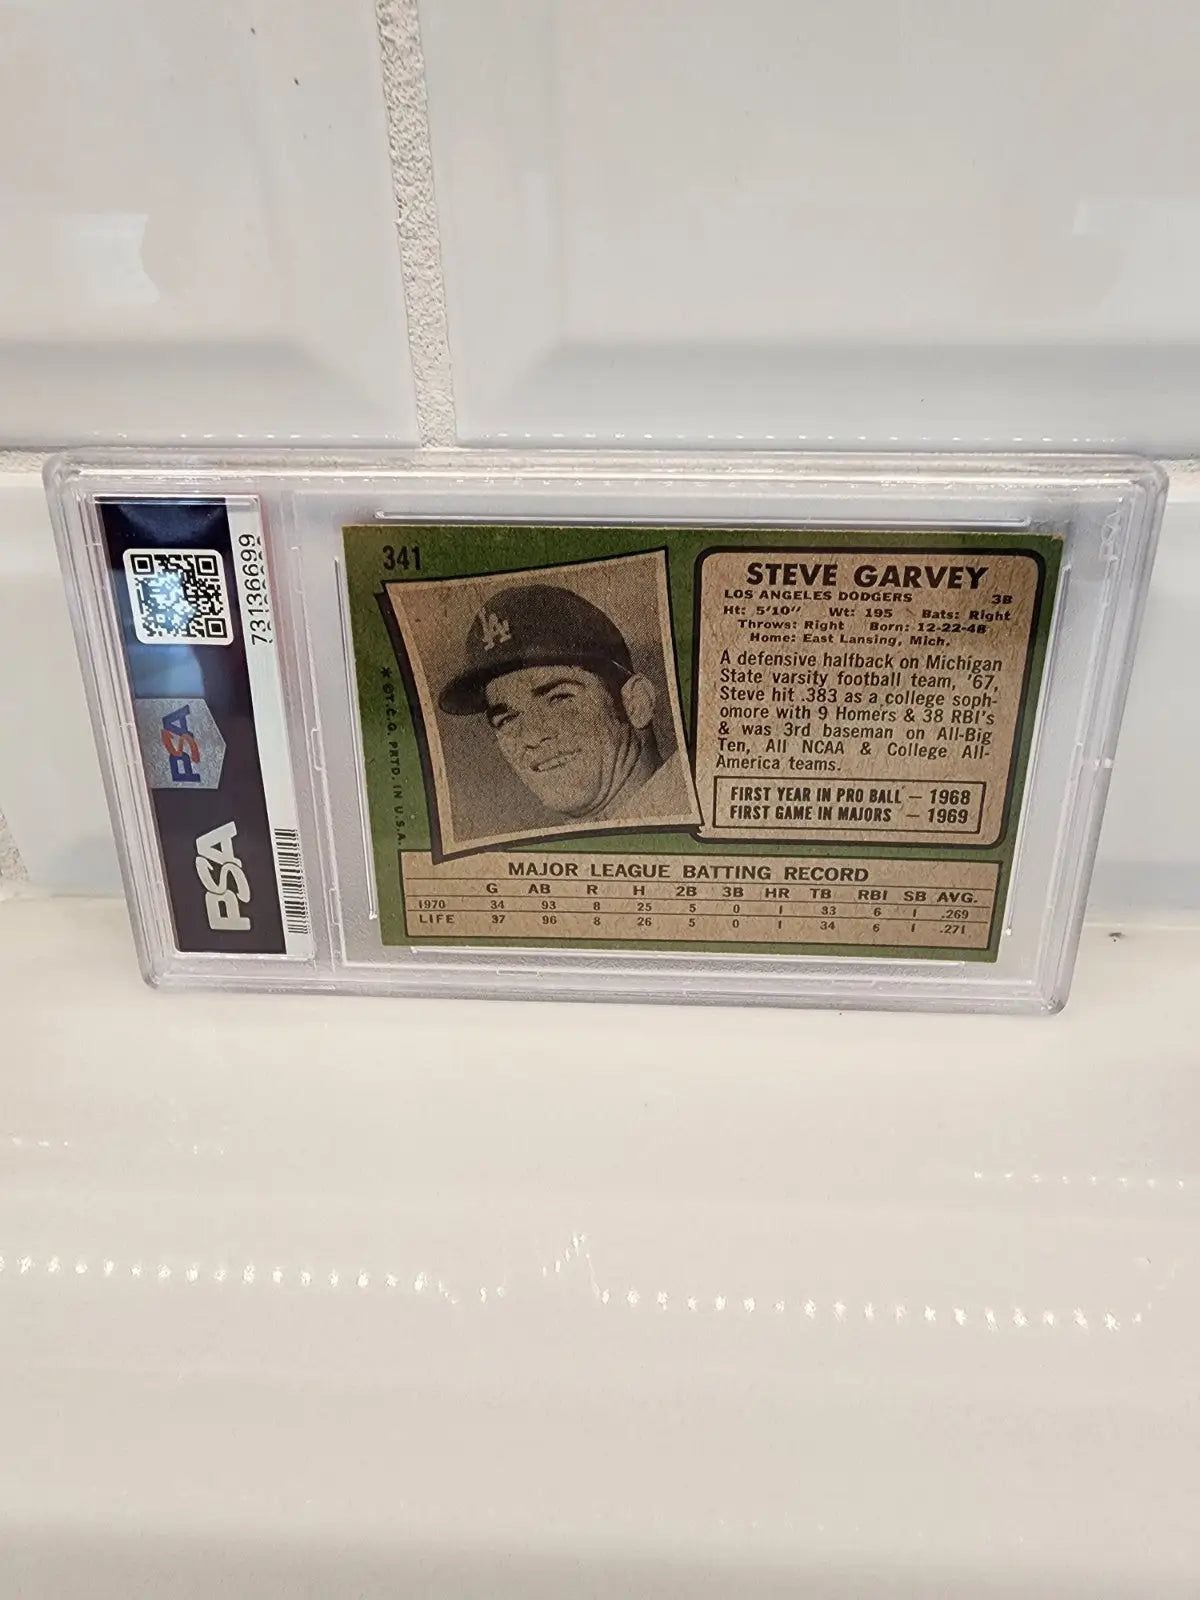 73136699
PSA
PSA
341
LA
* ©T.C.G. PRTD. IN U.S.A.
STEVE GARVEY
LOS ANGELES DODGERS 3B
Ht: 5'10" Wt: 195 Bats: Right
Throws: Right Born: 12-22-48
Home: East Lansing, Mich.
A defensive halfback on Michigan
State varsity football team, '67,
Steve hit .383 as a college soph-
omore with 9 Homers & 38 RBI's
& was 3rd baseman on All-Big
Ten, All NCAA & College All-
America teams.
FIRST YEAR IN PRO BALL — 1968
FIRST GAME IN MAJORS — 1969
MAJOR LEAGUE BATTING RECORD
G AB R H 2B 3B HR TB RBI SB AVG.
1970 34 93 8 25 5 0 1 33 6 1 .269
LIFE 37 96 8 26 5 0 1 34 6 1 .271